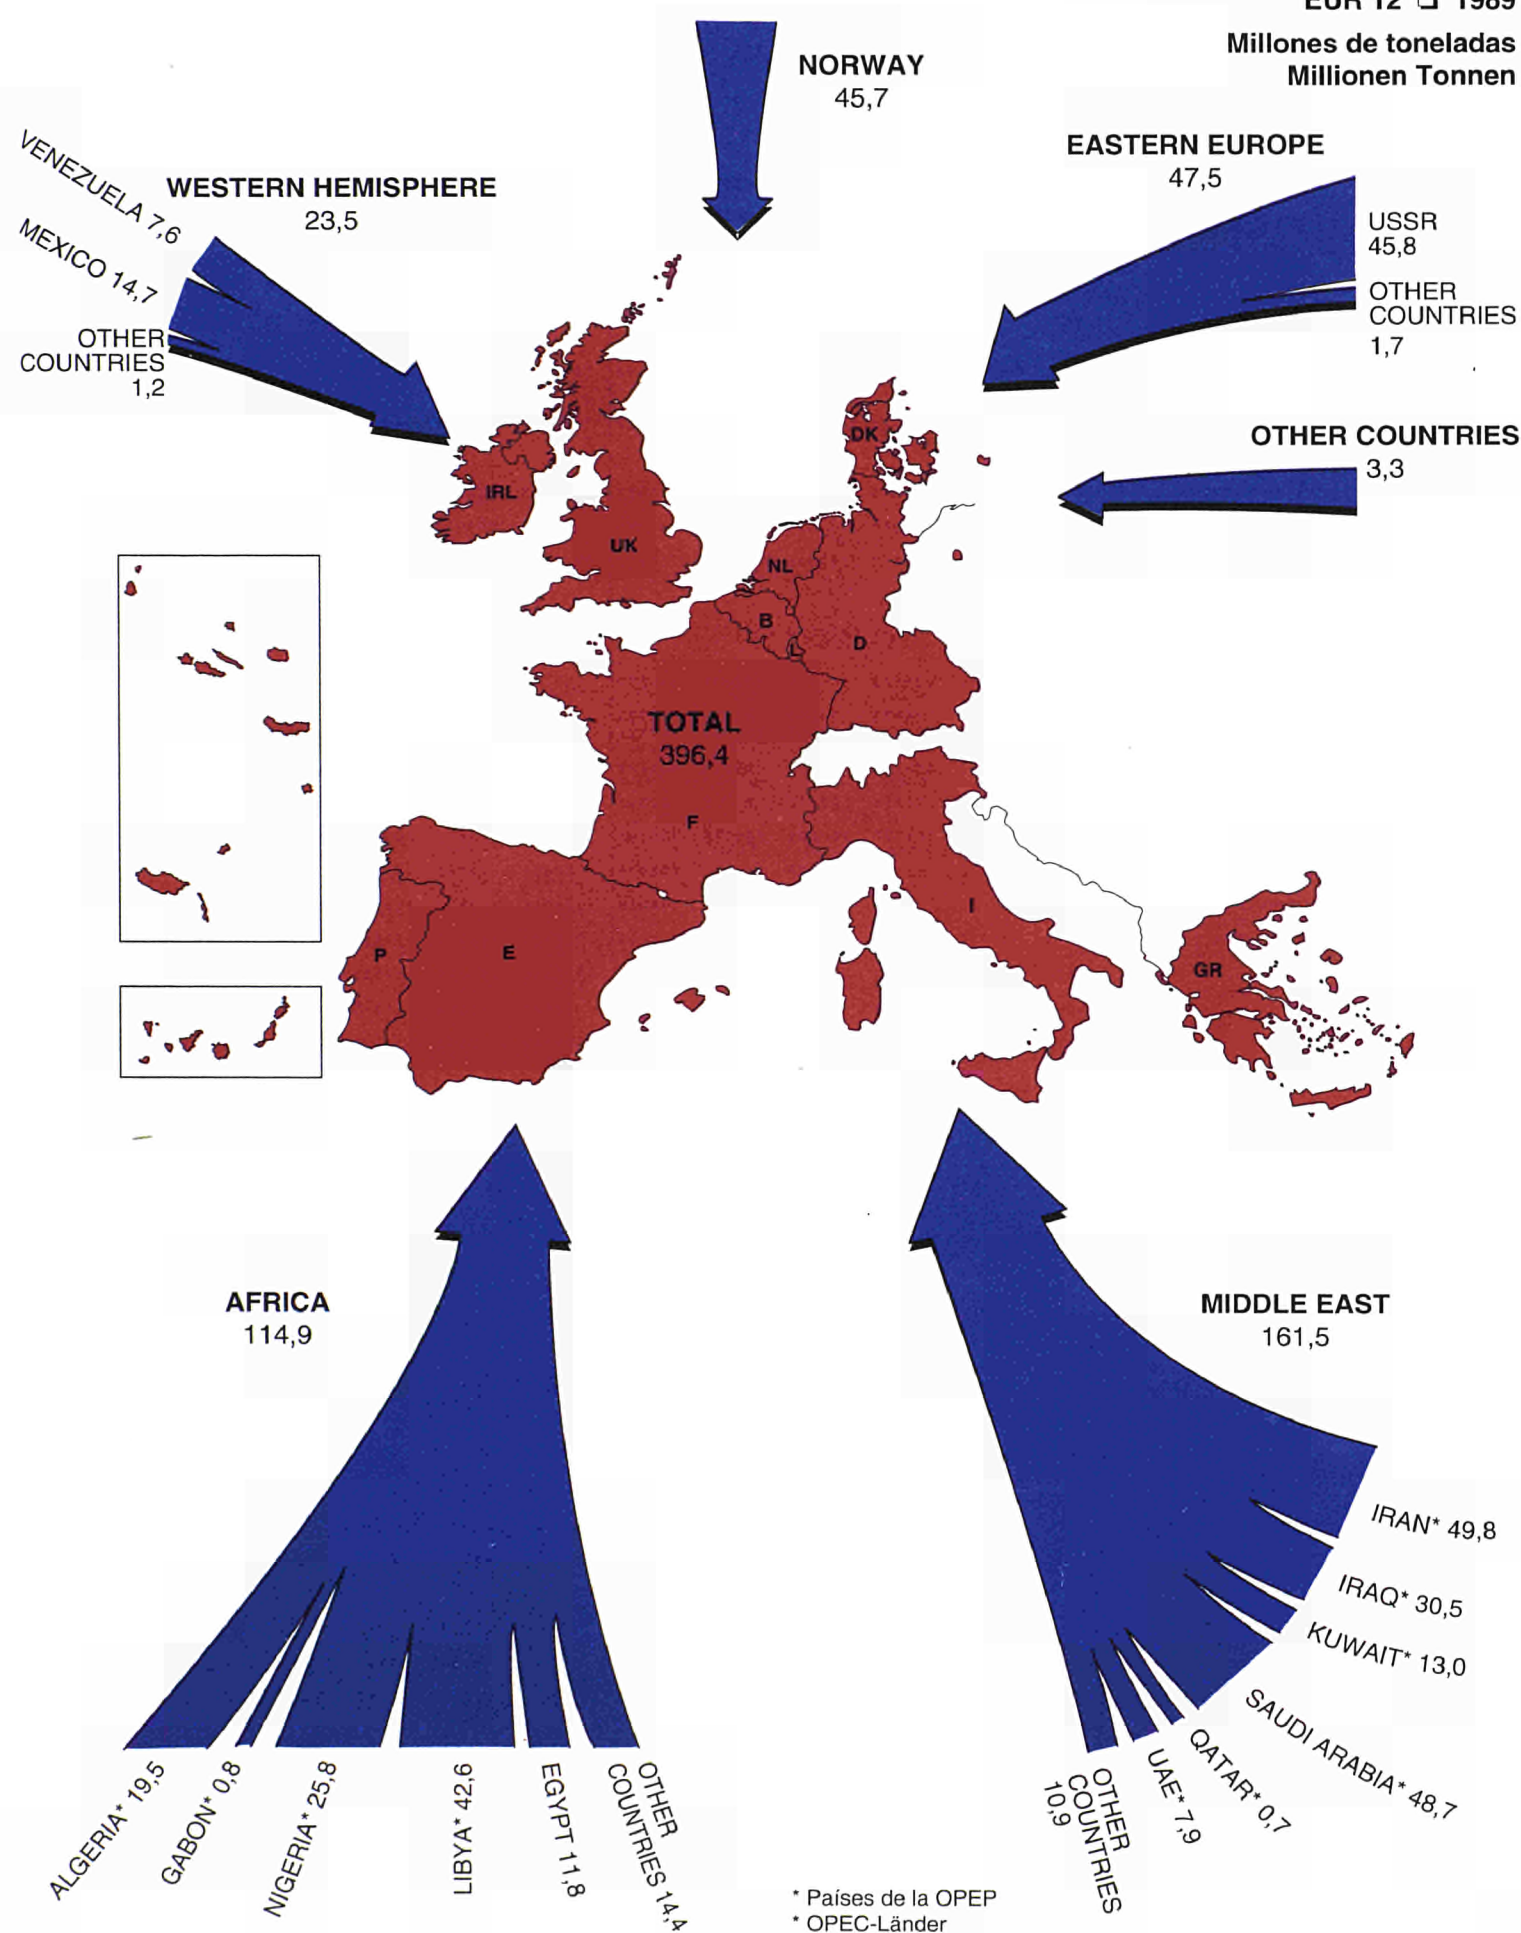 EUR 12 ❑ 1989
Millones de toneladas
Millionen Tonnen
NORWAY
45,7
EASTERN EUROPE
47,5
USSR
45,8
OTHER
COUNTRIES
1,7
VENEZUELA 7,6
WESTERN HEMISPHERE
23,5
MEXICO 14,7
OTHER
COUNTRIES
1,2
OTHER COUNTRIES
3,3
DK
IRL
UK
NL
B
L
D
TOTAL
396,4
F
P
E
I
GR
AFRICA
114,9
MIDDLE EAST
161,5
IRAN* 49,8
IRAQ* 30,5
KUWAIT* 13,0
SAUDI ARABIA* 48,7
QATAR* 0,7
UAE* 7,9
OTHER
COUNTRIES
10,9
ALGERIA* 19,5
GABON* 0,8
NIGERIA* 25,8
LIBYA* 42,6
EGYPT 11,8
OTHER
COUNTRIES 14,4
* Países de la OPEP
* OPEC-Länder